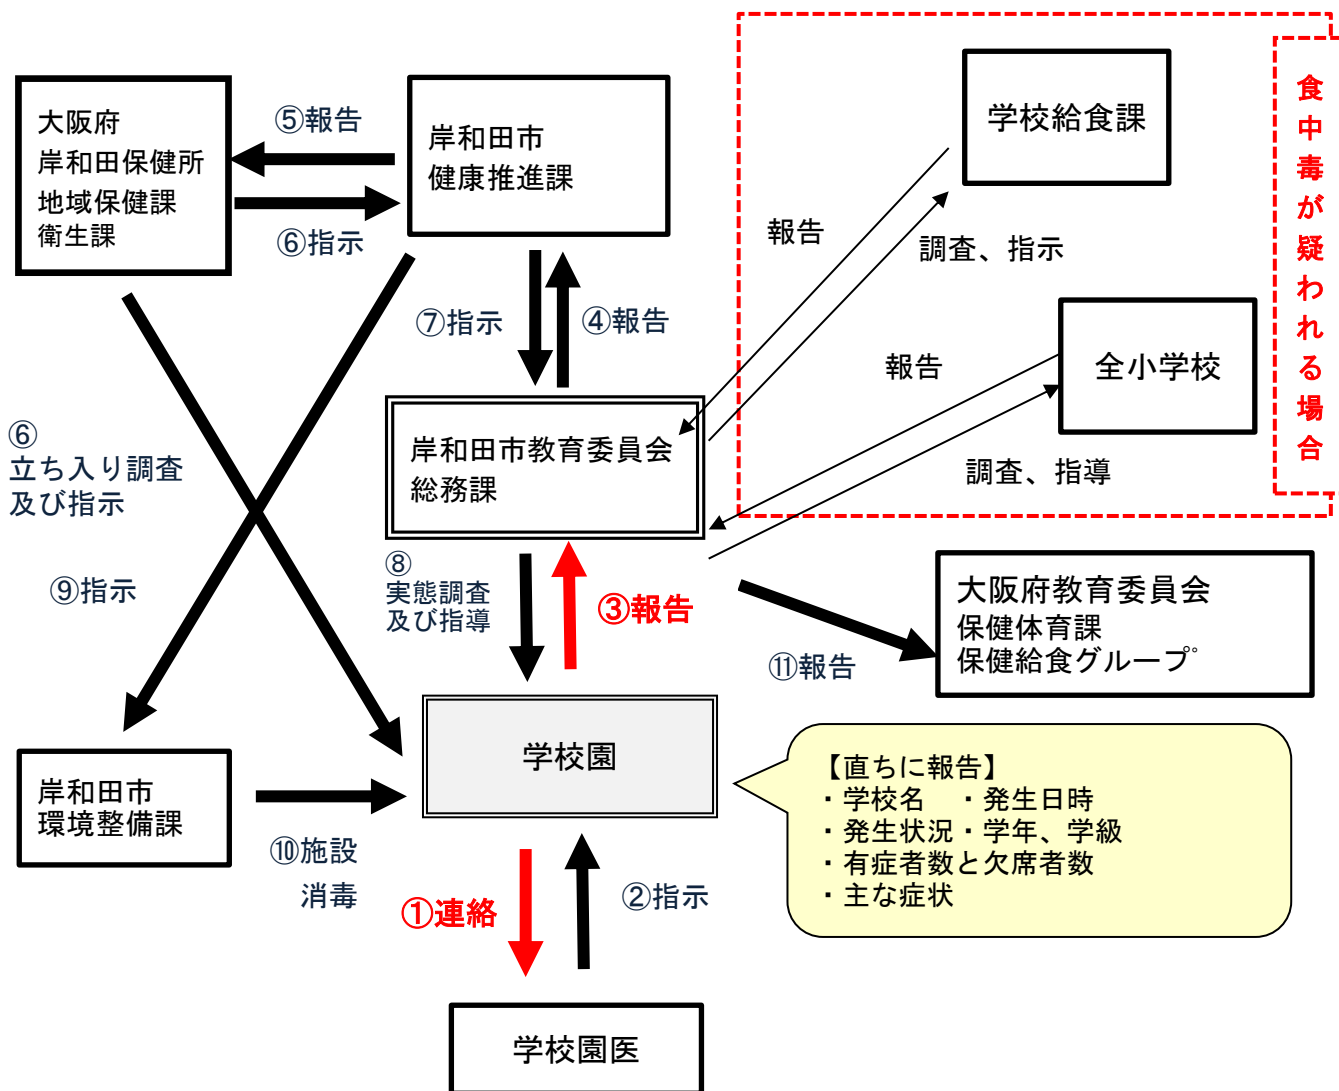 大阪府
岸和田保健所
地域保健課
衛生課
⑤報告
⑥指示
岸和田市
健康推進課
学校給食課
食中毒が疑われる場合
報告
調査、指示
⑦指示
④報告
報告
全小学校
調査、指導
⑥
立ち入り調査
及び指示
岸和田市教育委員会
総務課
⑨指示
⑧
実態調査
及び指導
③報告
⑪報告
大阪府教育委員会
保健体育課
保健給食グループ
学校園
岸和田市
環境整備課
⑩施設
消毒
【直ちに報告】
・学校名　・発生日時
・発生状況・学年、学級
・有症者数と欠席者数
・主な症状
①連絡
②指示
学校園医